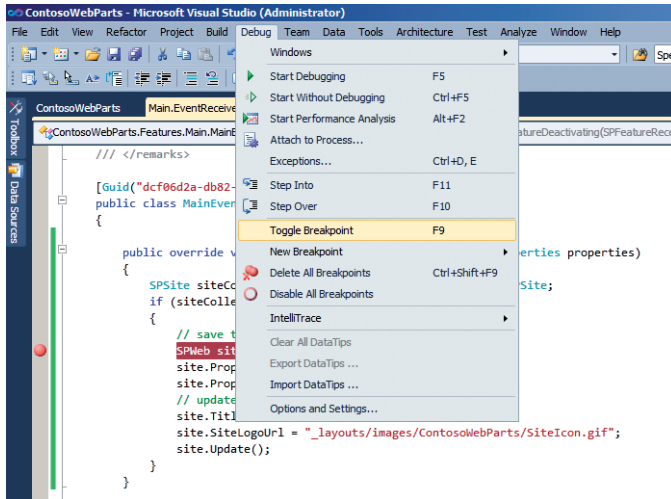 ContosoWebParts - Microsoft Visual Studio (Administrator)
File Edit View Refactor Project Build Debug Team Data Tools Architecture Test Analyze Window Help
Windows
Start Debugging F5
Start Without Debugging Ctrl+F5
Start Performance Analysis Alt+F2
Attach to Process...
Exceptions... Ctrl+D, E
Step Into F11
Step Over F10
Toggle Breakpoint F9
New Breakpoint
Delete All Breakpoints Ctrl+Shift+F9
Disable All Breakpoints
IntelliTrace
Clear All DataTips
Export DataTips ...
Import DataTips ...
Options and Settings...
Toolbox
Data Sources
ContosoWebParts Main.EventReceive
ContosoWebParts.Features.Main.MainE atureDeactivating(SPFeatureRece
/// </remarks>
[Guid("dcf06d2a-db82-
public class MainEven
{
public override v erties properties)
{
SPSite siteCo PSite;
if (siteColle
{
// save t
SPWeb sit
site.Prop
site.Prop
// update
site.Titl
site.SiteLogoUrl = "_layouts/images/ContosoWebParts/SiteIcon.gif";
site.Update();
}
}